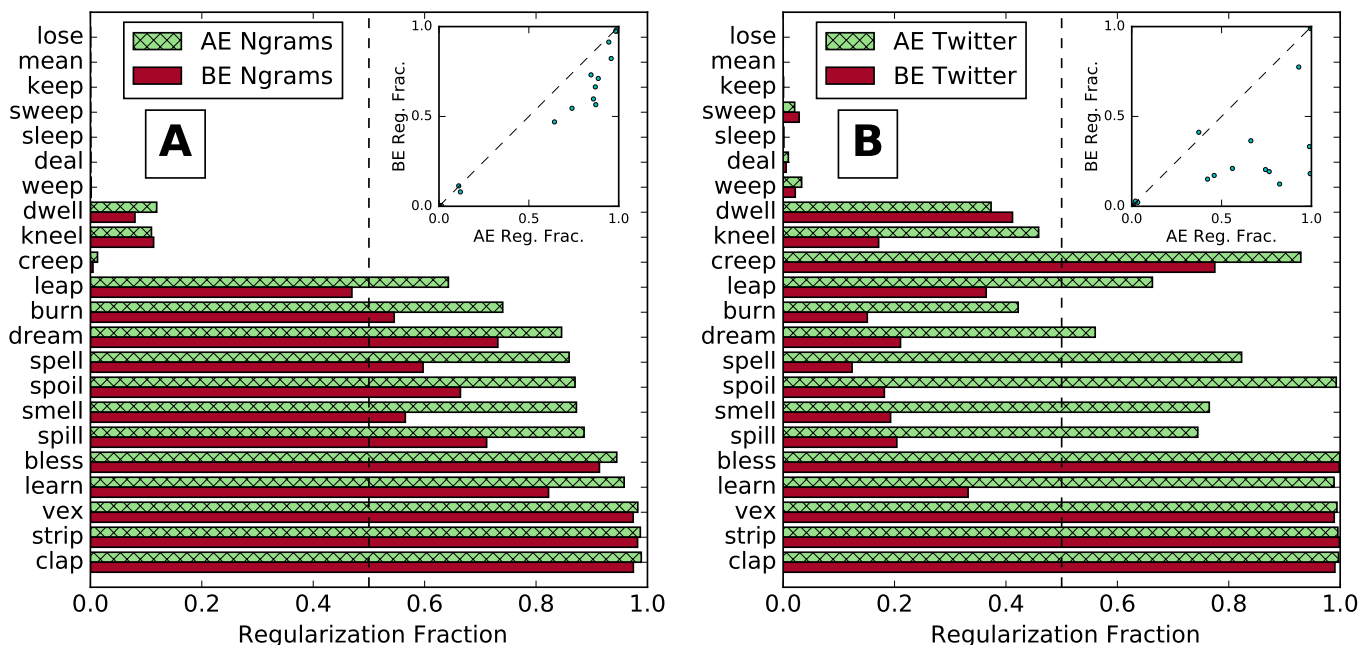 lose
mean
keep
sweep
sleep
deal
weep
dwell
kneel
creep
leap
burn
dream
spell
spoil
smell
spill
bless
learn
vex
strip
clap
AE Ngrams
BE Ngrams
A
1.0
0.5
0.0
0.0 0.5 1.0
BE Reg. Frac.
AE Reg. Frac.
0.0 0.2 0.4 0.6 0.8 1.0
Regularization Fraction
lose
mean
keep
sweep
sleep
deal
weep
dwell
kneel
creep
leap
burn
dream
spell
spoil
smell
spill
bless
learn
vex
strip
clap
AE Twitter
BE Twitter
B
1.0
0.5
0.0
0.0 0.5 1.0
BE Reg. Frac.
AE Reg. Frac.
0.0 0.2 0.4 0.6 0.8 1.0
Regularization Fraction